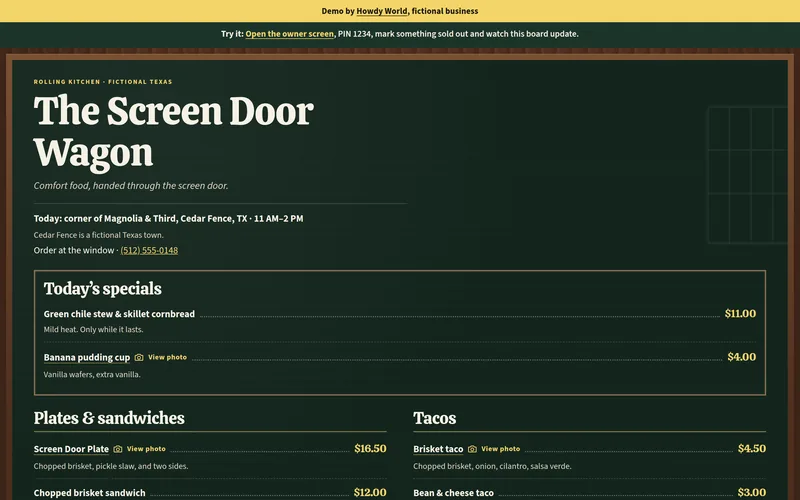 Demo by Howdy World, fictional business
Try it: Open the owner screen, PIN 1234, mark something sold out and watch this board update.
ROLLING KITCHEN · FICTIONAL TEXAS
The Screen Door
Wagon
Comfort food, handed through the screen door.
Today: corner of Magnolia & Third, Cedar Fence, TX · 11 AM–2 PM
Cedar Fence is a fictional Texas town.
Order at the window · (512) 555-0148
Today’s specials
Green chile stew & skillet cornbread $11.00
Mild heat. Only while it lasts.
Banana pudding cup View photo $4.00
Vanilla wafers, extra vanilla.
Plates & sandwiches
Screen Door Plate View photo $16.50
Chopped brisket, pickle slaw, and two sides.
Chopped brisket sandwich $12.00
Tacos
Brisket taco View photo $4.50
Chopped brisket, onion, cilantro, salsa verde.
Bean & cheese taco $3.00